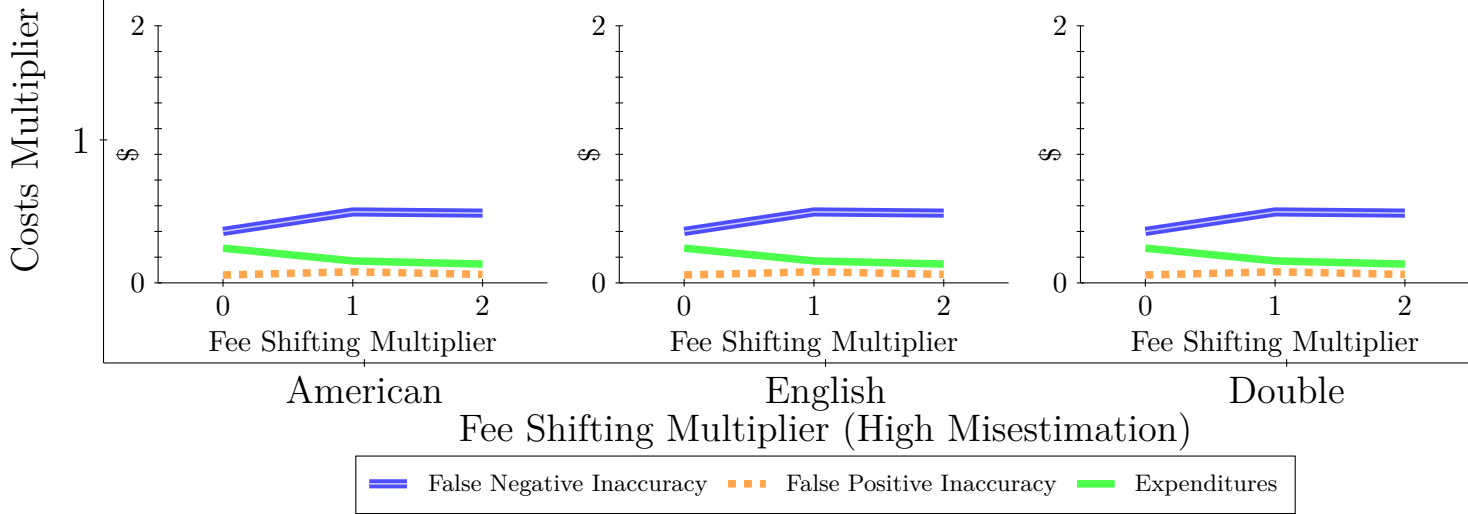 Costs Multiplier
1
2
$
0
0 1 2
Fee Shifting Multiplier
2
$
0
0 1 2
Fee Shifting Multiplier
2
$
0
0 1 2
Fee Shifting Multiplier
American English Double
Fee Shifting Multiplier (High Misestimation)
False Negative Inaccuracy False Positive Inaccuracy Expenditures